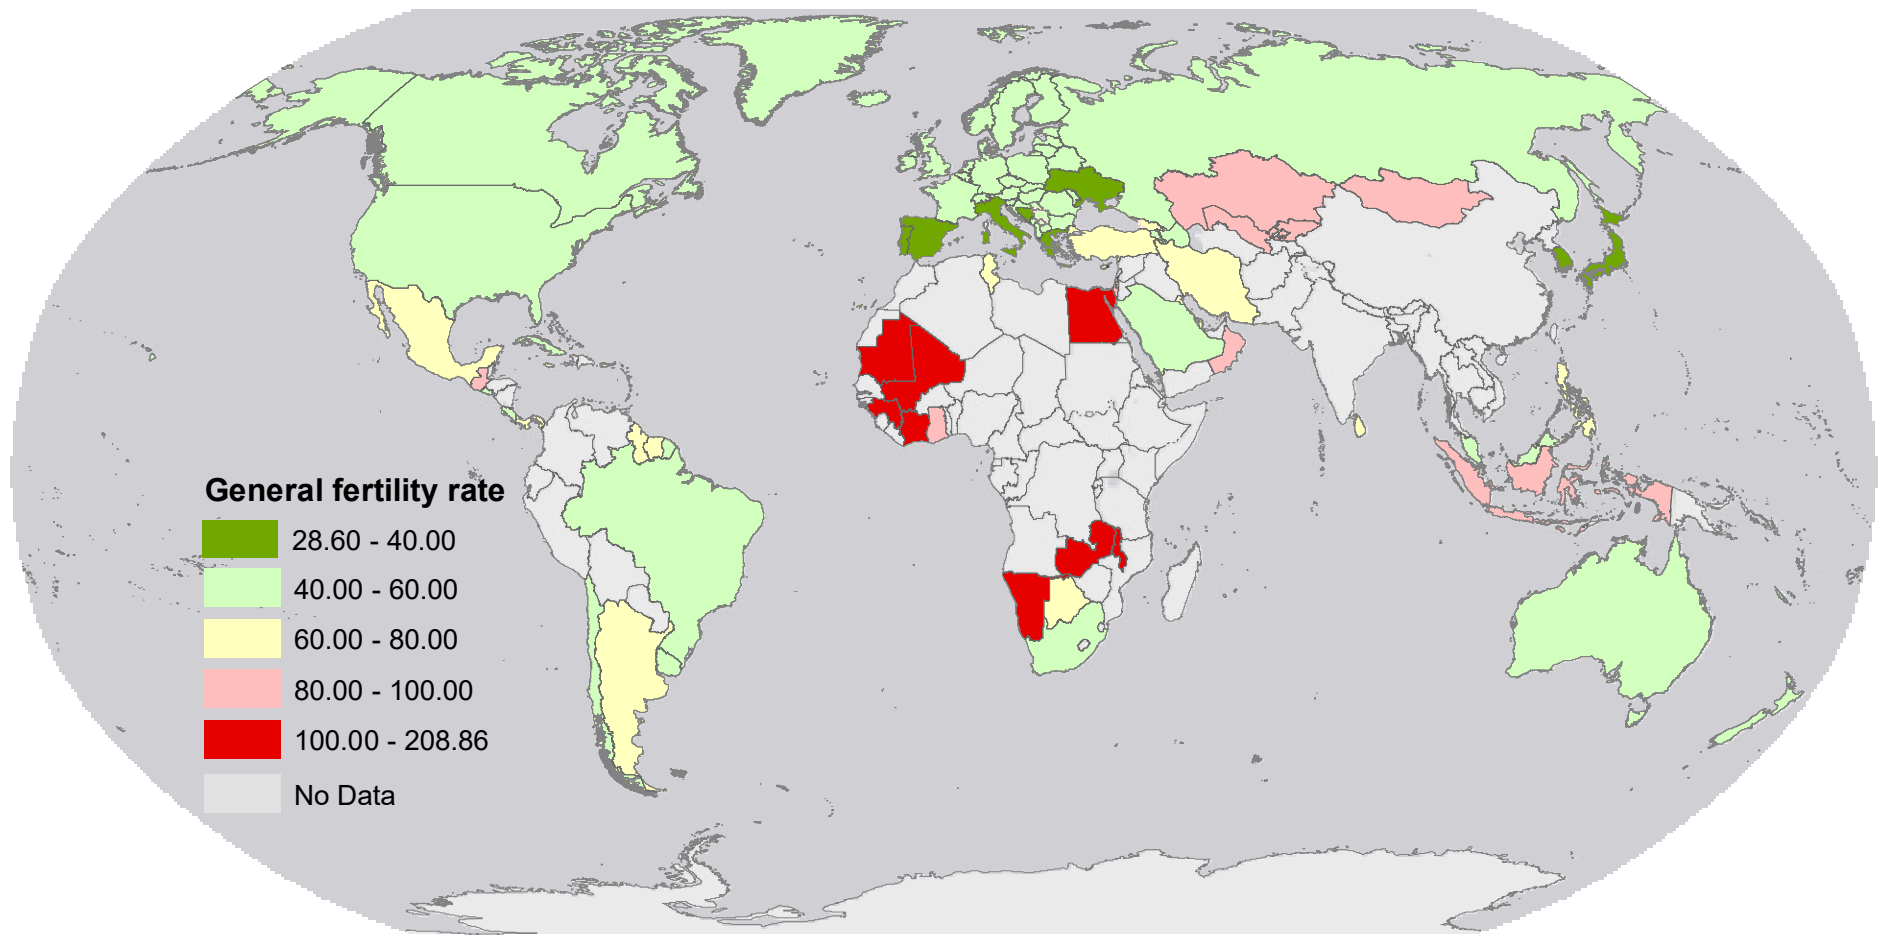 General fertility rate
28.60 - 40.00
40.00 - 60.00
60.00 - 80.00
80.00 - 100.00
100.00 - 208.86
No Data